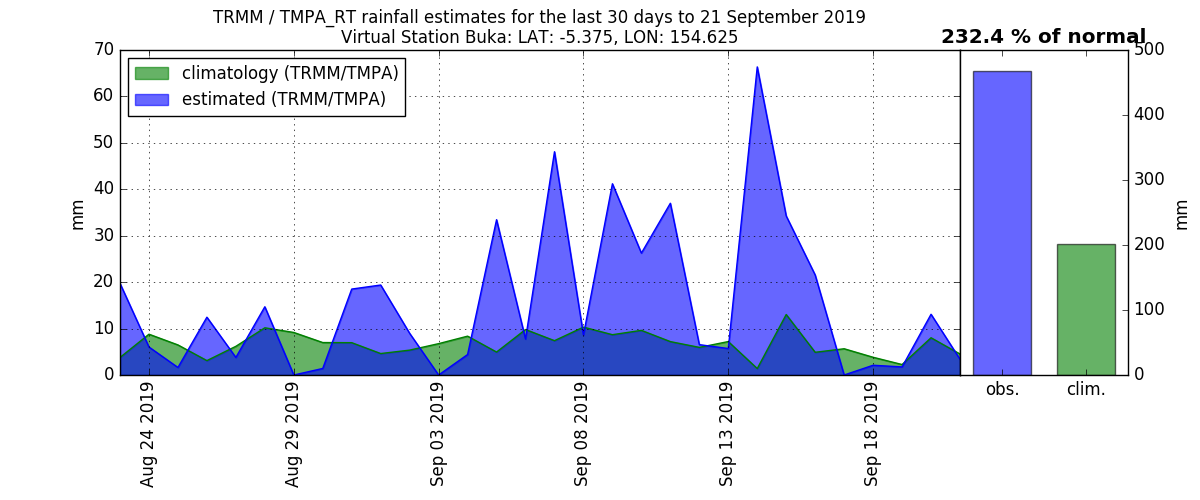 TRMM / TMPA_RT rainfall estimates for the last 30 days to 21 September 2019
Virtual Station Buka: LAT: -5.375, LON: 154.625
232.4 % of normal
climatology (TRMM/TMPA)
estimated (TRMM/TMPA)
70
60
50
40
30
20
10
0
mm
Aug 24 2019
Aug 29 2019
Sep 03 2019
Sep 08 2019
Sep 13 2019
Sep 18 2019
500
400
300
200
100
0
mm
obs.
clim.